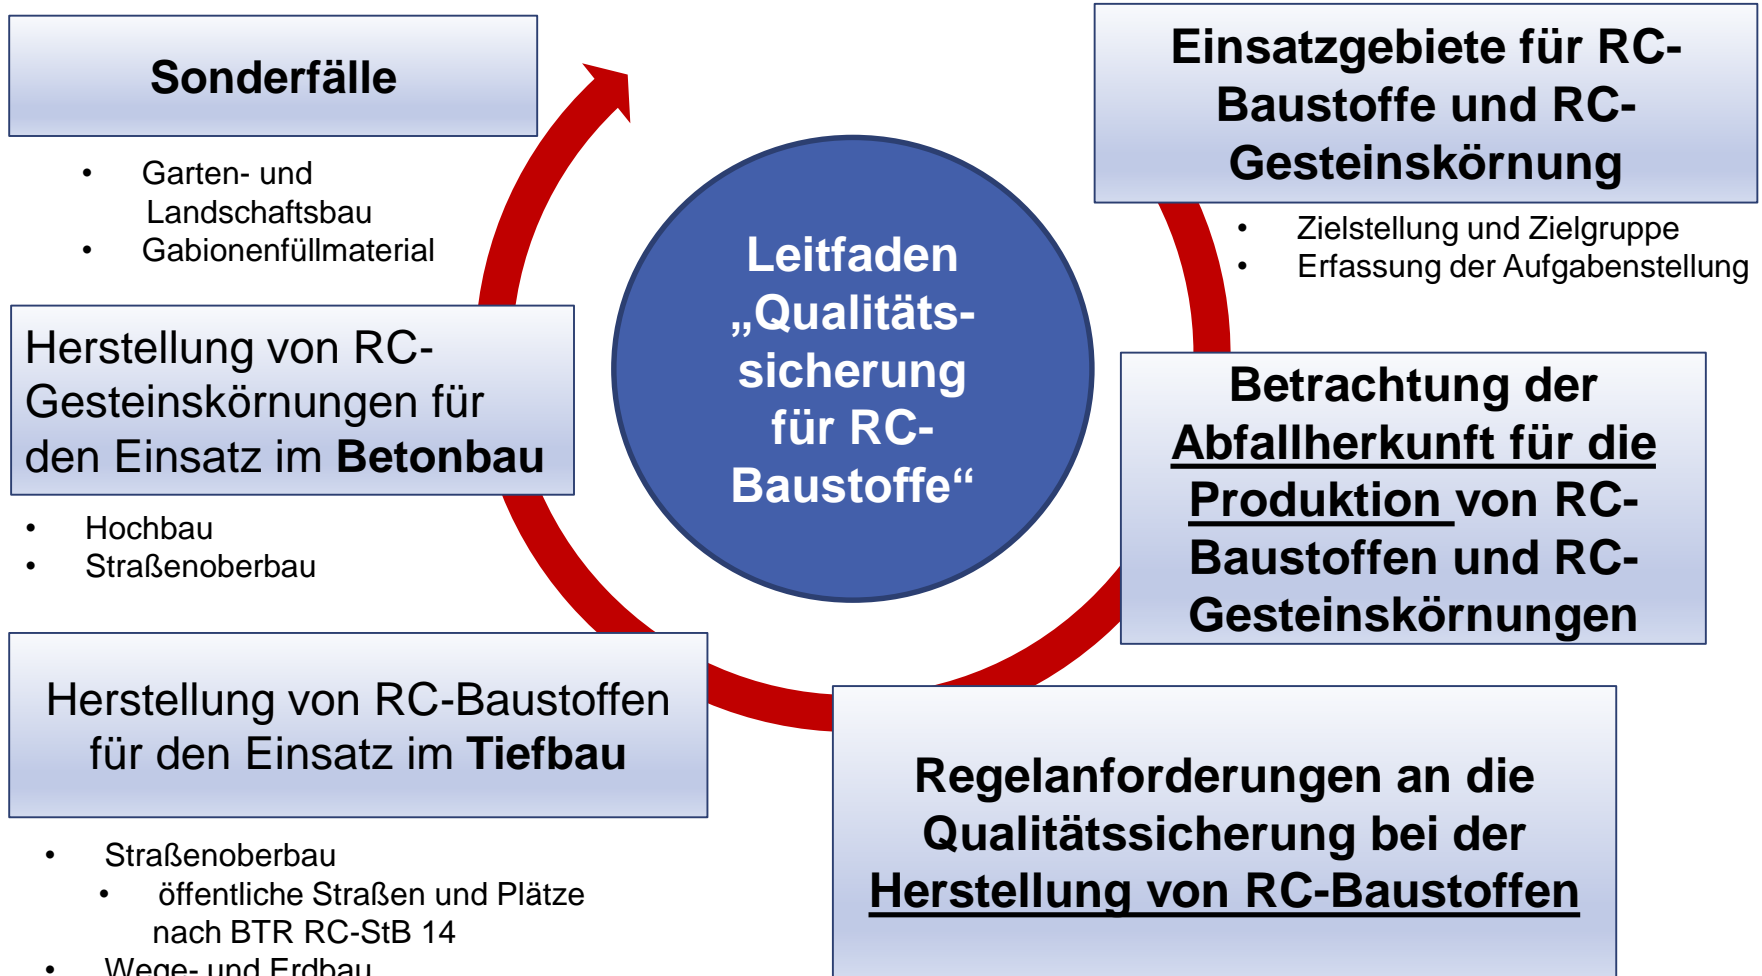 Sonderfälle
• Garten- und
Landschaftsbau
• Gabionenfüllmaterial
Herstellung von RC-
Gesteinskörnungen für
den Einsatz im Betonbau
• Hochbau
• Straßenoberbau
Herstellung von RC-Baustoffen
für den Einsatz im Tiefbau
• Straßenoberbau
• öffentliche Straßen und Plätze
nach BTR RC-StB 14
• Wege- und Erdbau
Leitfaden
„Qualitäts-
sicherung
für RC-
Baustoffe“
Einsatzgebiete für RC-
Baustoffe und RC-
Gesteinskörnung
• Zielstellung und Zielgruppe
• Erfassung der Aufgabenstellung
Betrachtung der
Abfallherkunft für die
Produktion von RC-
Baustoffen und RC-
Gesteinskörnungen
Regelanforderungen an die
Qualitätssicherung bei der
Herstellung von RC-Baustoffen